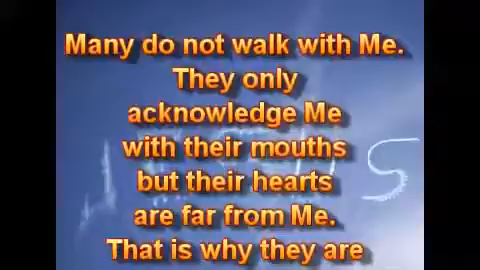 Many do not walk with Me.
They only
acknowledge Me
with their mouths
but their hearts
are far from Me.
That is why they are